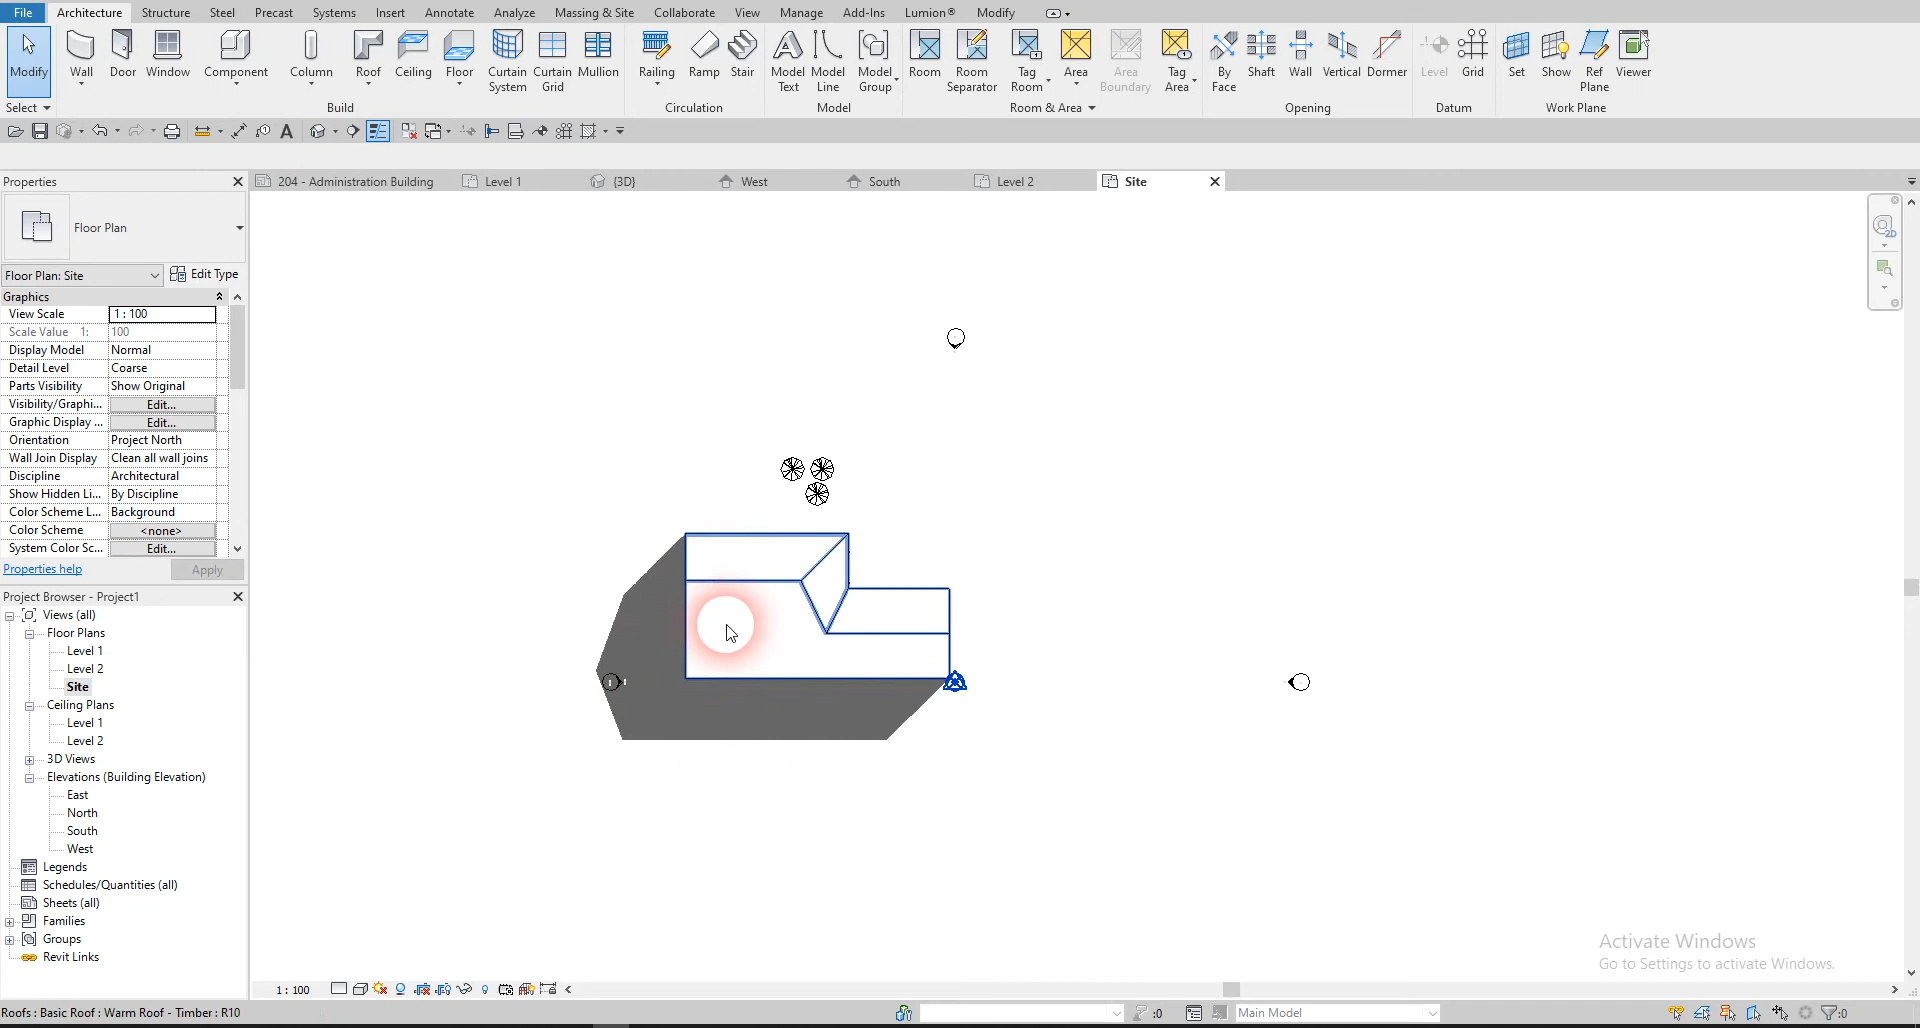 File Architecture Structure Steel Precast Systems Insert Annotate Analyze Massing & Site Collaborate View Manage Add-Ins Lumion® Modify
Modify Wall Door Window Component Column Roof Ceiling Floor Curtain System Curtain Grid Mullion Railing Ramp Stair Model Text Model Line Model Group Room Room Separator Tag Room Area Area Boundary Tag Area By Face Shaft Wall Vertical Dormer Level Grid Set Show Ref Plane Viewer
Select Build Circulation Model Room & Area Opening Datum Work Plane
Properties
204 - Administration Building Level 1 {3D} West South Level 2 Site
Floor Plan
Floor Plan: Site Edit Type
Graphics
View Scale 1 : 100
Scale Value 1: 100
Display Model Normal
Detail Level Coarse
Parts Visibility Show Original
Visibility/Graphi... Edit...
Graphic Display ... Edit...
Orientation Project North
Wall Join Display Clean all wall joins
Discipline Architectural
Show Hidden Li... By Discipline
Color Scheme L... Background
Color Scheme <none>
System Color Sc... Edit...
Properties help Apply
Project Browser - Project1
Views (all)
Floor Plans
Level 1
Level 2
Site
Ceiling Plans
Level 1
Level 2
3D Views
Elevations (Building Elevation)
East
North
South
West
Legends
Schedules/Quantities (all)
Sheets (all)
Families
Groups
Revit Links
2D
Activate Windows
Go to Settings to activate Windows.
1 : 100
Roofs : Basic Roof : Warm Roof - Timber : R10 :0 Main Model :0